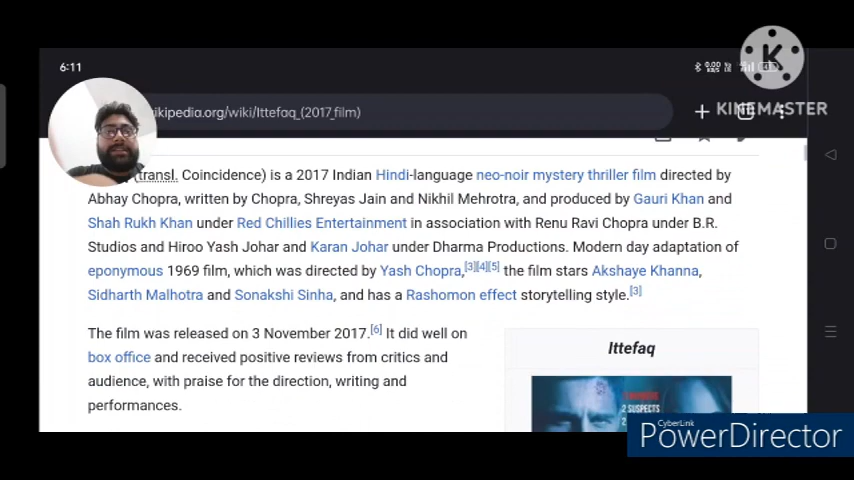 6:11
K
KINEMASTER
ikipedia.org/wiki/Ittefaq_(2017_film)
(transl. Coincidence) is a 2017 Indian Hindi-language neo-noir mystery thriller film directed by
Abhay Chopra, written by Chopra, Shreyas Jain and Nikhil Mehrotra, and produced by Gauri Khan and
Shah Rukh Khan under Red Chillies Entertainment in association with Renu Ravi Chopra under B.R.
Studios and Hiroo Yash Johar and Karan Johar under Dharma Productions. Modern day adaptation of
eponymous 1969 film, which was directed by Yash Chopra,[3][4][5] the film stars Akshaye Khanna,
Sidharth Malhotra and Sonakshi Sinha, and has a Rashomon effect storytelling style.[3]
The film was released on 3 November 2017.[6] It did well on
box office and received positive reviews from critics and
audience, with praise for the direction, writing and
performances.
Ittefaq
2 SUSPECTS
CyberLink
PowerDirector